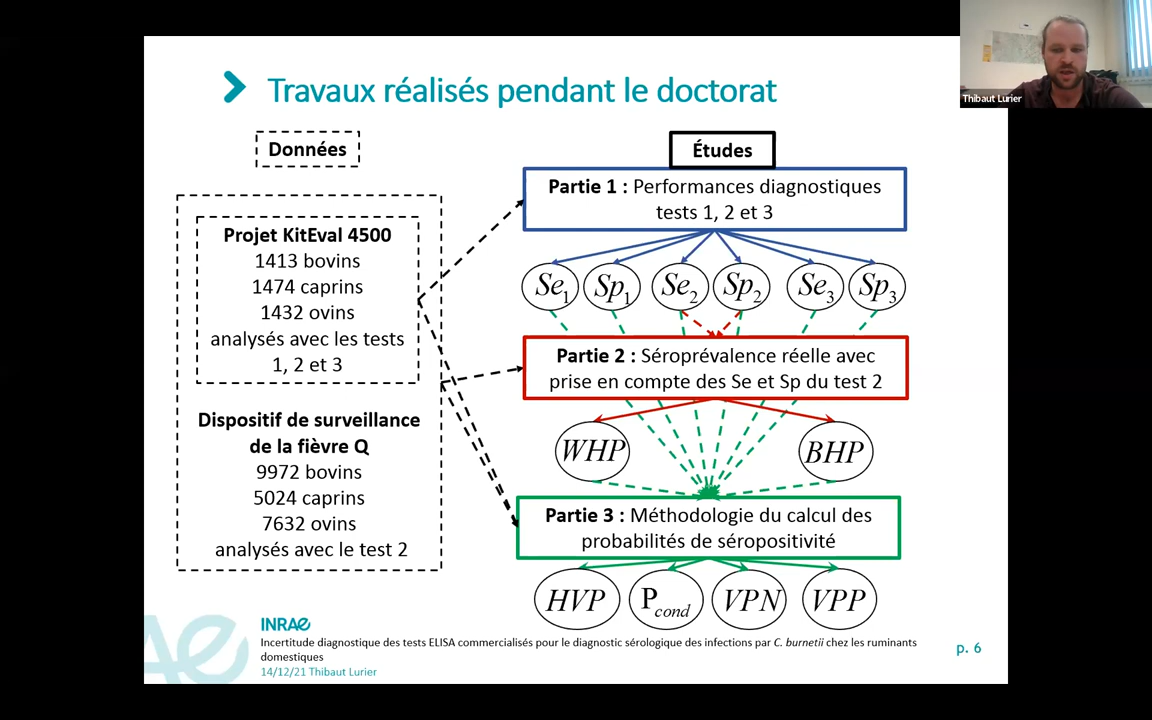 Travaux réalisés pendant le doctorat
Thibaut Lurier
Données
Projet KitEval 4500
1413 bovins
1474 caprins
1432 ovins
analysés avec les tests
1, 2 et 3
Dispositif de surveillance
de la fièvre Q
9972 bovins
5024 caprins
7632 ovins
analysés avec le test 2
Études
Partie 1 : Performances diagnostiques
tests 1, 2 et 3
Se1 Sp1 Se2 Sp2 Se3 Sp3
Partie 2 : Séroprévalence réelle avec
prise en compte des Se et Sp du test 2
WHP BHP
Partie 3 : Méthodologie du calcul des
probabilités de séropositivité
HVP Pcond VPN VPP
INRAE
Incertitude diagnostique des tests ELISA commercialisés pour le diagnostic sérologique des infections par C. burnetii chez les ruminants
domestiques
14/12/21 Thibaut Lurier
p. 6